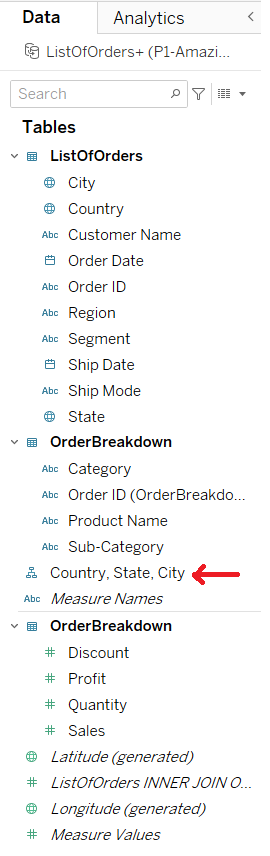 Data
Analytics
ListOfOrders+ (P1-Amazi...
Search
Tables
ListOfOrders
City
Country
Abc Customer Name
Order Date
Abc Order ID
Abc Region
Abc Segment
Ship Date
Abc Ship Mode
State
OrderBreakdown
Abc Category
Abc Order ID (OrderBreakdo...
Abc Product Name
Abc Sub-Category
Country, State, City
Abc Measure Names
OrderBreakdown
# Discount
# Profit
# Quantity
# Sales
Latitude (generated)
# ListOfOrders INNER JOIN O...
Longitude (generated)
# Measure Values